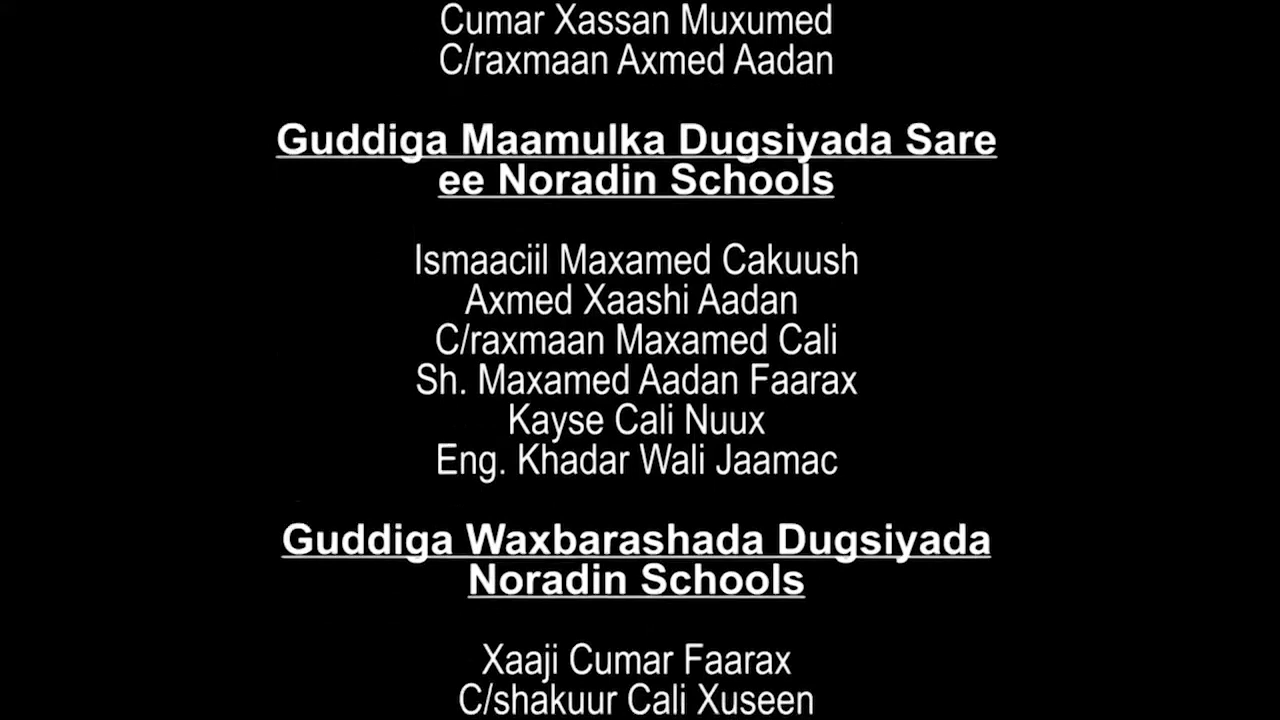 Cumar Xassan Muxumed
C/raxmaan Axmed Aadan
Guddiga Maamulka Dugsiyada Sare
ee Noradin Schools
Ismaaciil Maxamed Cakuush
Axmed Xaashi Aadan
C/raxmaan Maxamed Cali
Sh. Maxamed Aadan Faarax
Kayse Cali Nuux
Eng. Khadar Wali Jaamac
Guddiga Waxbarashada Dugsiyada
Noradin Schools
Xaaji Cumar Faarax
C/shakuur Cali Xuseen